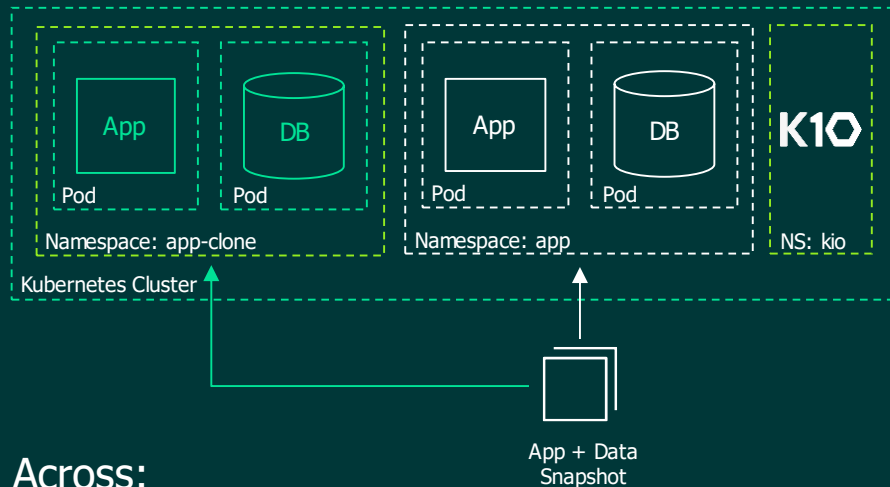 App
DB
Pod
Pod
Namespace: app-clone
App
DB
Pod
Pod
Namespace: app
K10
NS: kio
Kubernetes Cluster
App + Data
Snapshot
Across: